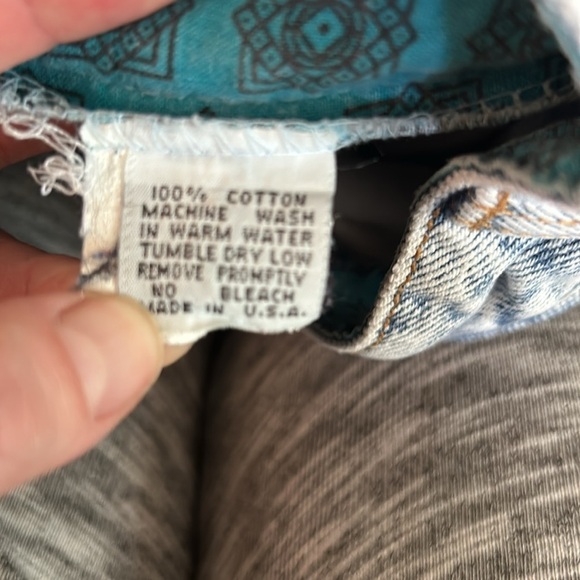 100% COTTON
MACHINE WASH
IN WARM WATER
TUMBLE DRY LOW
REMOVE PROMPTLY
NO BLEACH
MADE IN U.S.A.